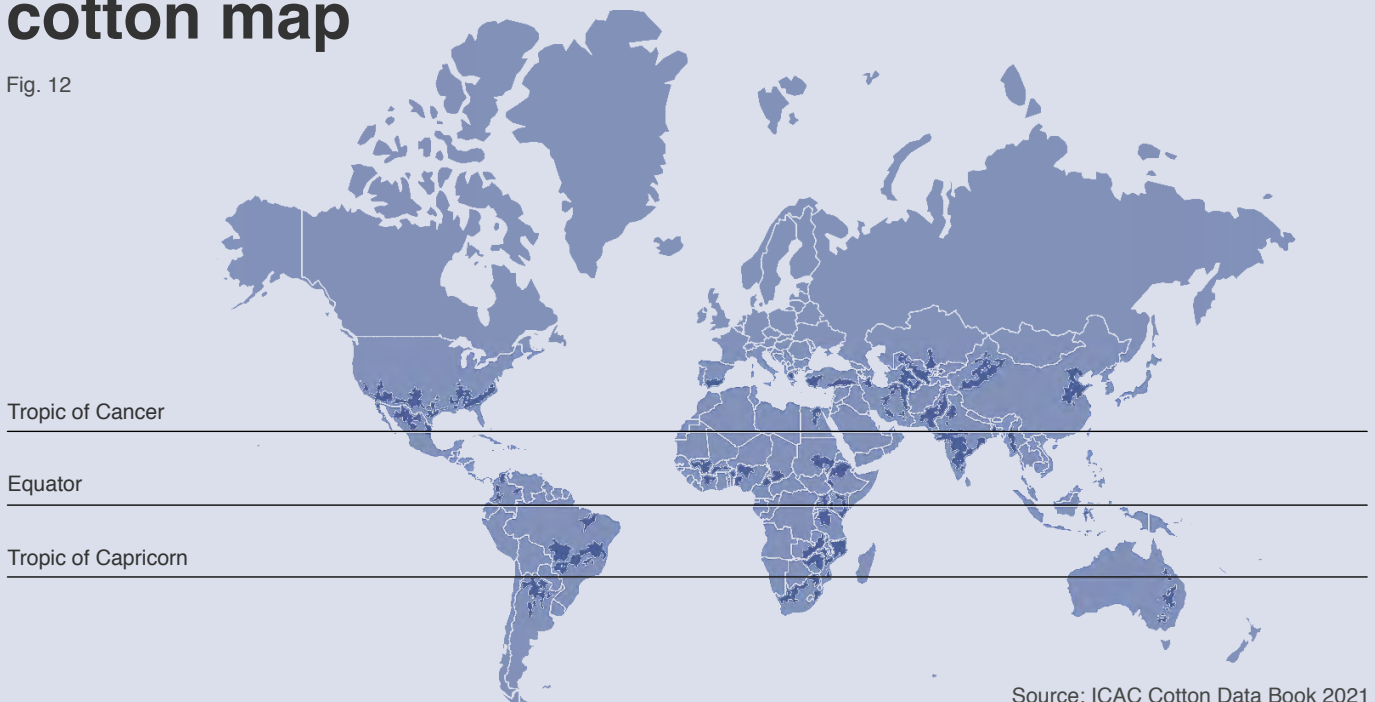 cotton map
Fig. 12
Tropic of Cancer
Equator
Tropic of Capricorn
Source: ICAC Cotton Data Book 2021